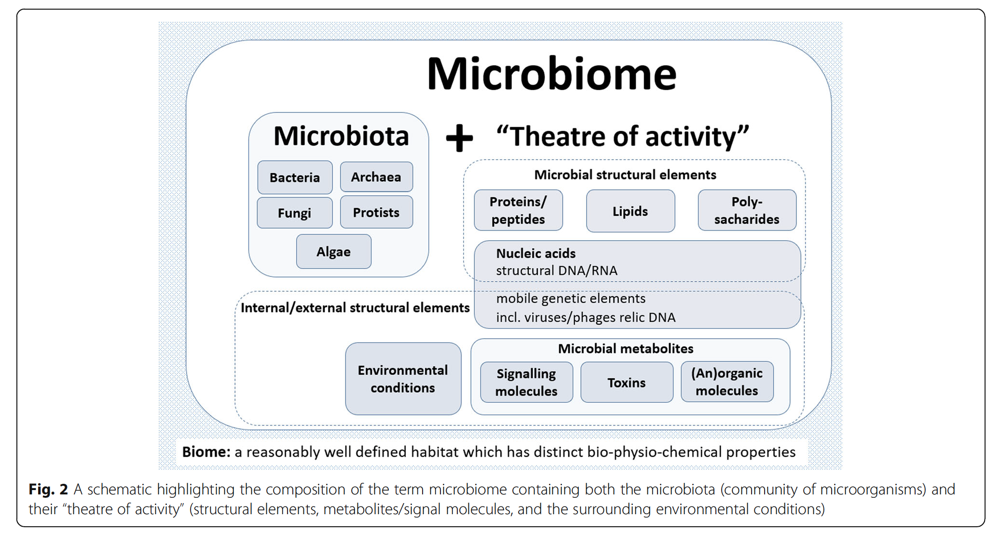 Microbiome
Microbiota
+
“Theatre of activity”
Bacteria
Archaea
Fungi
Protists
Algae
Microbial structural elements
Proteins/
peptides
Lipids
Poly-
sacharides
Nucleic acids
structural DNA/RNA
mobile genetic elements
incl. viruses/phages relic DNA
Internal/external structural elements
Environmental
conditions
Microbial metabolites
Signalling
molecules
Toxins
(An)organic
molecules
Biome: a reasonably well defined habitat which has distinct bio-physio-chemical properties
Fig. 2 A schematic highlighting the composition of the term microbiome containing both the microbiota (community of microorganisms) and
their “theatre of activity” (structural elements, metabolites/signal molecules, and the surrounding environmental conditions)